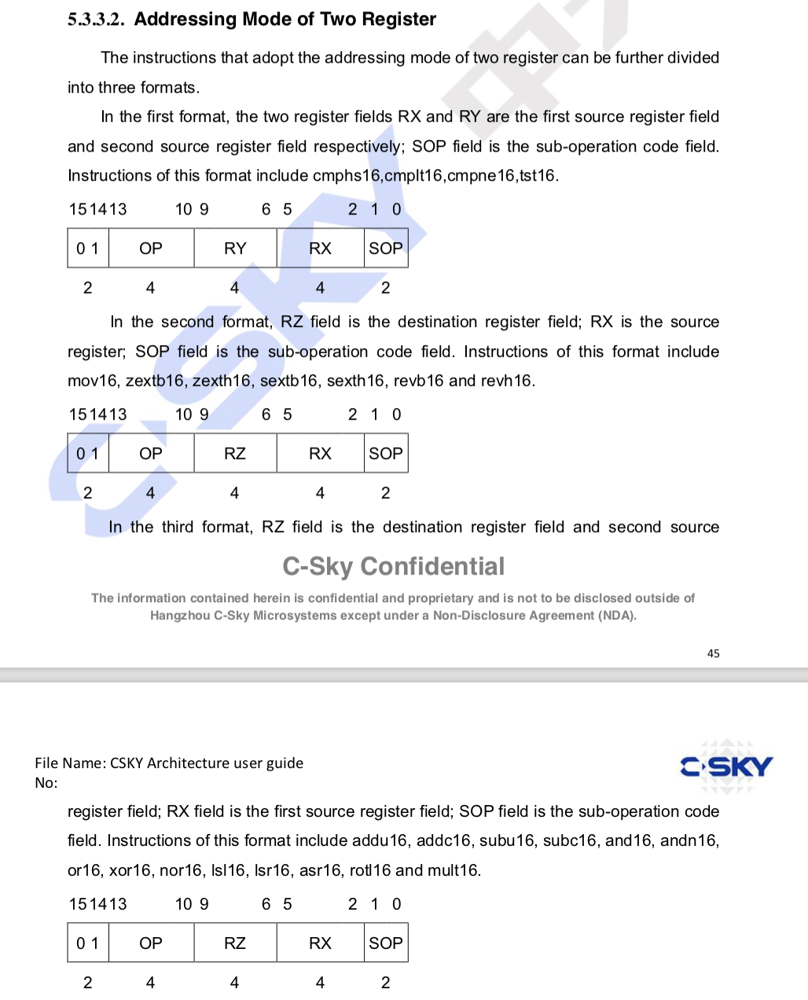 5.3.3.2. Addressing Mode of Two Register
The instructions that adopt the addressing mode of two register can be further divided
into three formats.
In the first format, the two register fields RX and RY are the first source register field
and second source register field respectively; SOP field is the sub-operation code field.
Instructions of this format include cmphs16,cmplt16,cmpne16,tst16.
15 14 13 10 9 6 5 2 1 0
0 1 OP RY RX SOP
2 4 4 4 2
In the second format, RZ field is the destination register field; RX is the source
register; SOP field is the sub-operation code field. Instructions of this format include
mov16, zextb16, zexth16, sextb16, sexth16, revb16 and revh16.
15 14 13 10 9 6 5 2 1 0
0 1 OP RZ RX SOP
2 4 4 4 2
In the third format, RZ field is the destination register field and second source
C-Sky Confidential
The information contained herein is confidential and proprietary and is not to be disclosed outside of
Hangzhou C-Sky Microsystems except under a Non-Disclosure Agreement (NDA).
45
File Name: CSKY Architecture user guide
No:
C-SKY
register field; RX field is the first source register field; SOP field is the sub-operation code
field. Instructions of this format include addu16, addc16, subu16, subc16, and16, andn16,
or16, xor16, nor16, lsl16, lsr16, asr16, rotl16 and mult16.
15 14 13 10 9 6 5 2 1 0
0 1 OP RZ RX SOP
2 4 4 4 2
C-SKY
中